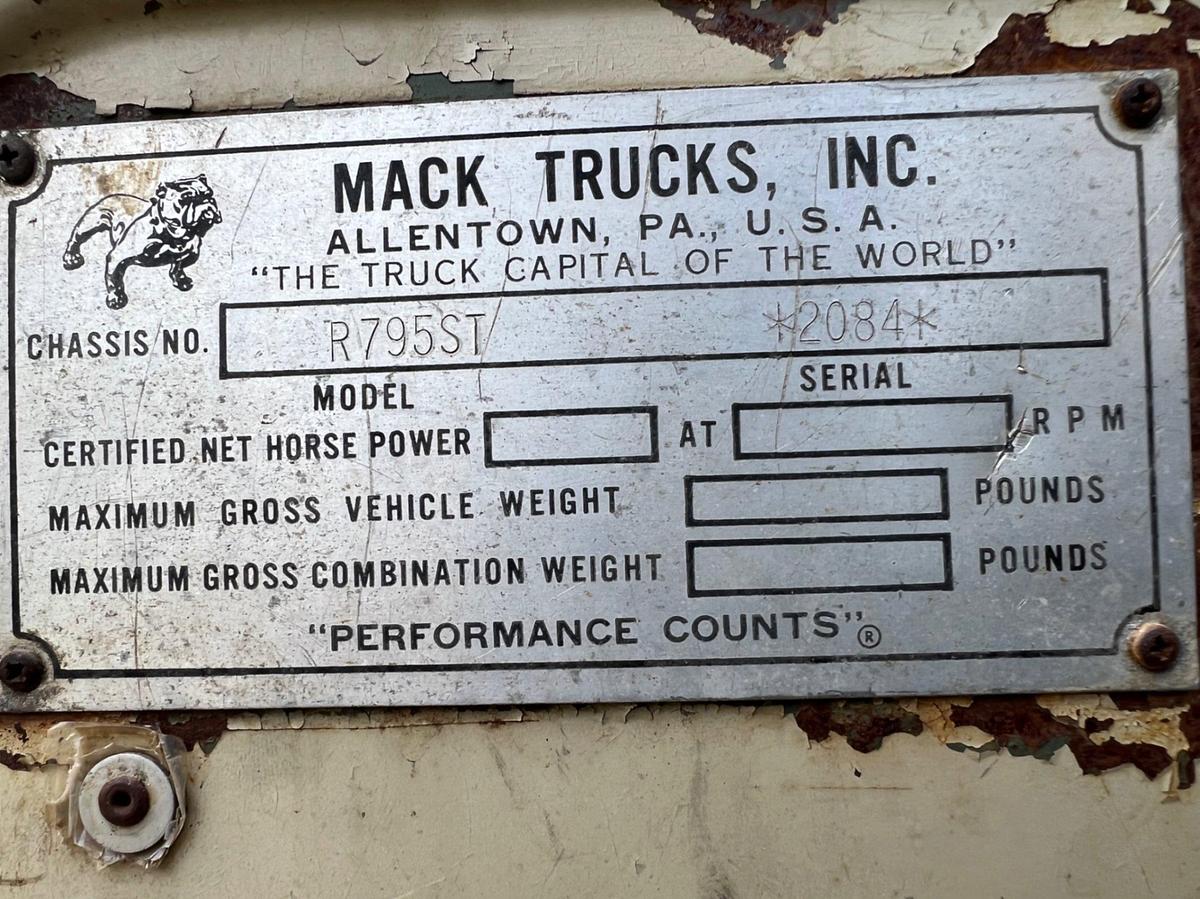 MACK TRUCKS, INC.
ALLENTOWN, PA., U. S. A.
"THE TRUCK CAPITAL OF THE WORLD"
CHASSIS NO. R795ST *2084*
MODEL SERIAL
CERTIFIED NET HORSE POWER AT R P M
MAXIMUM GROSS VEHICLE WEIGHT POUNDS
MAXIMUM GROSS COMBINATION WEIGHT POUNDS
"PERFORMANCE COUNTS"®